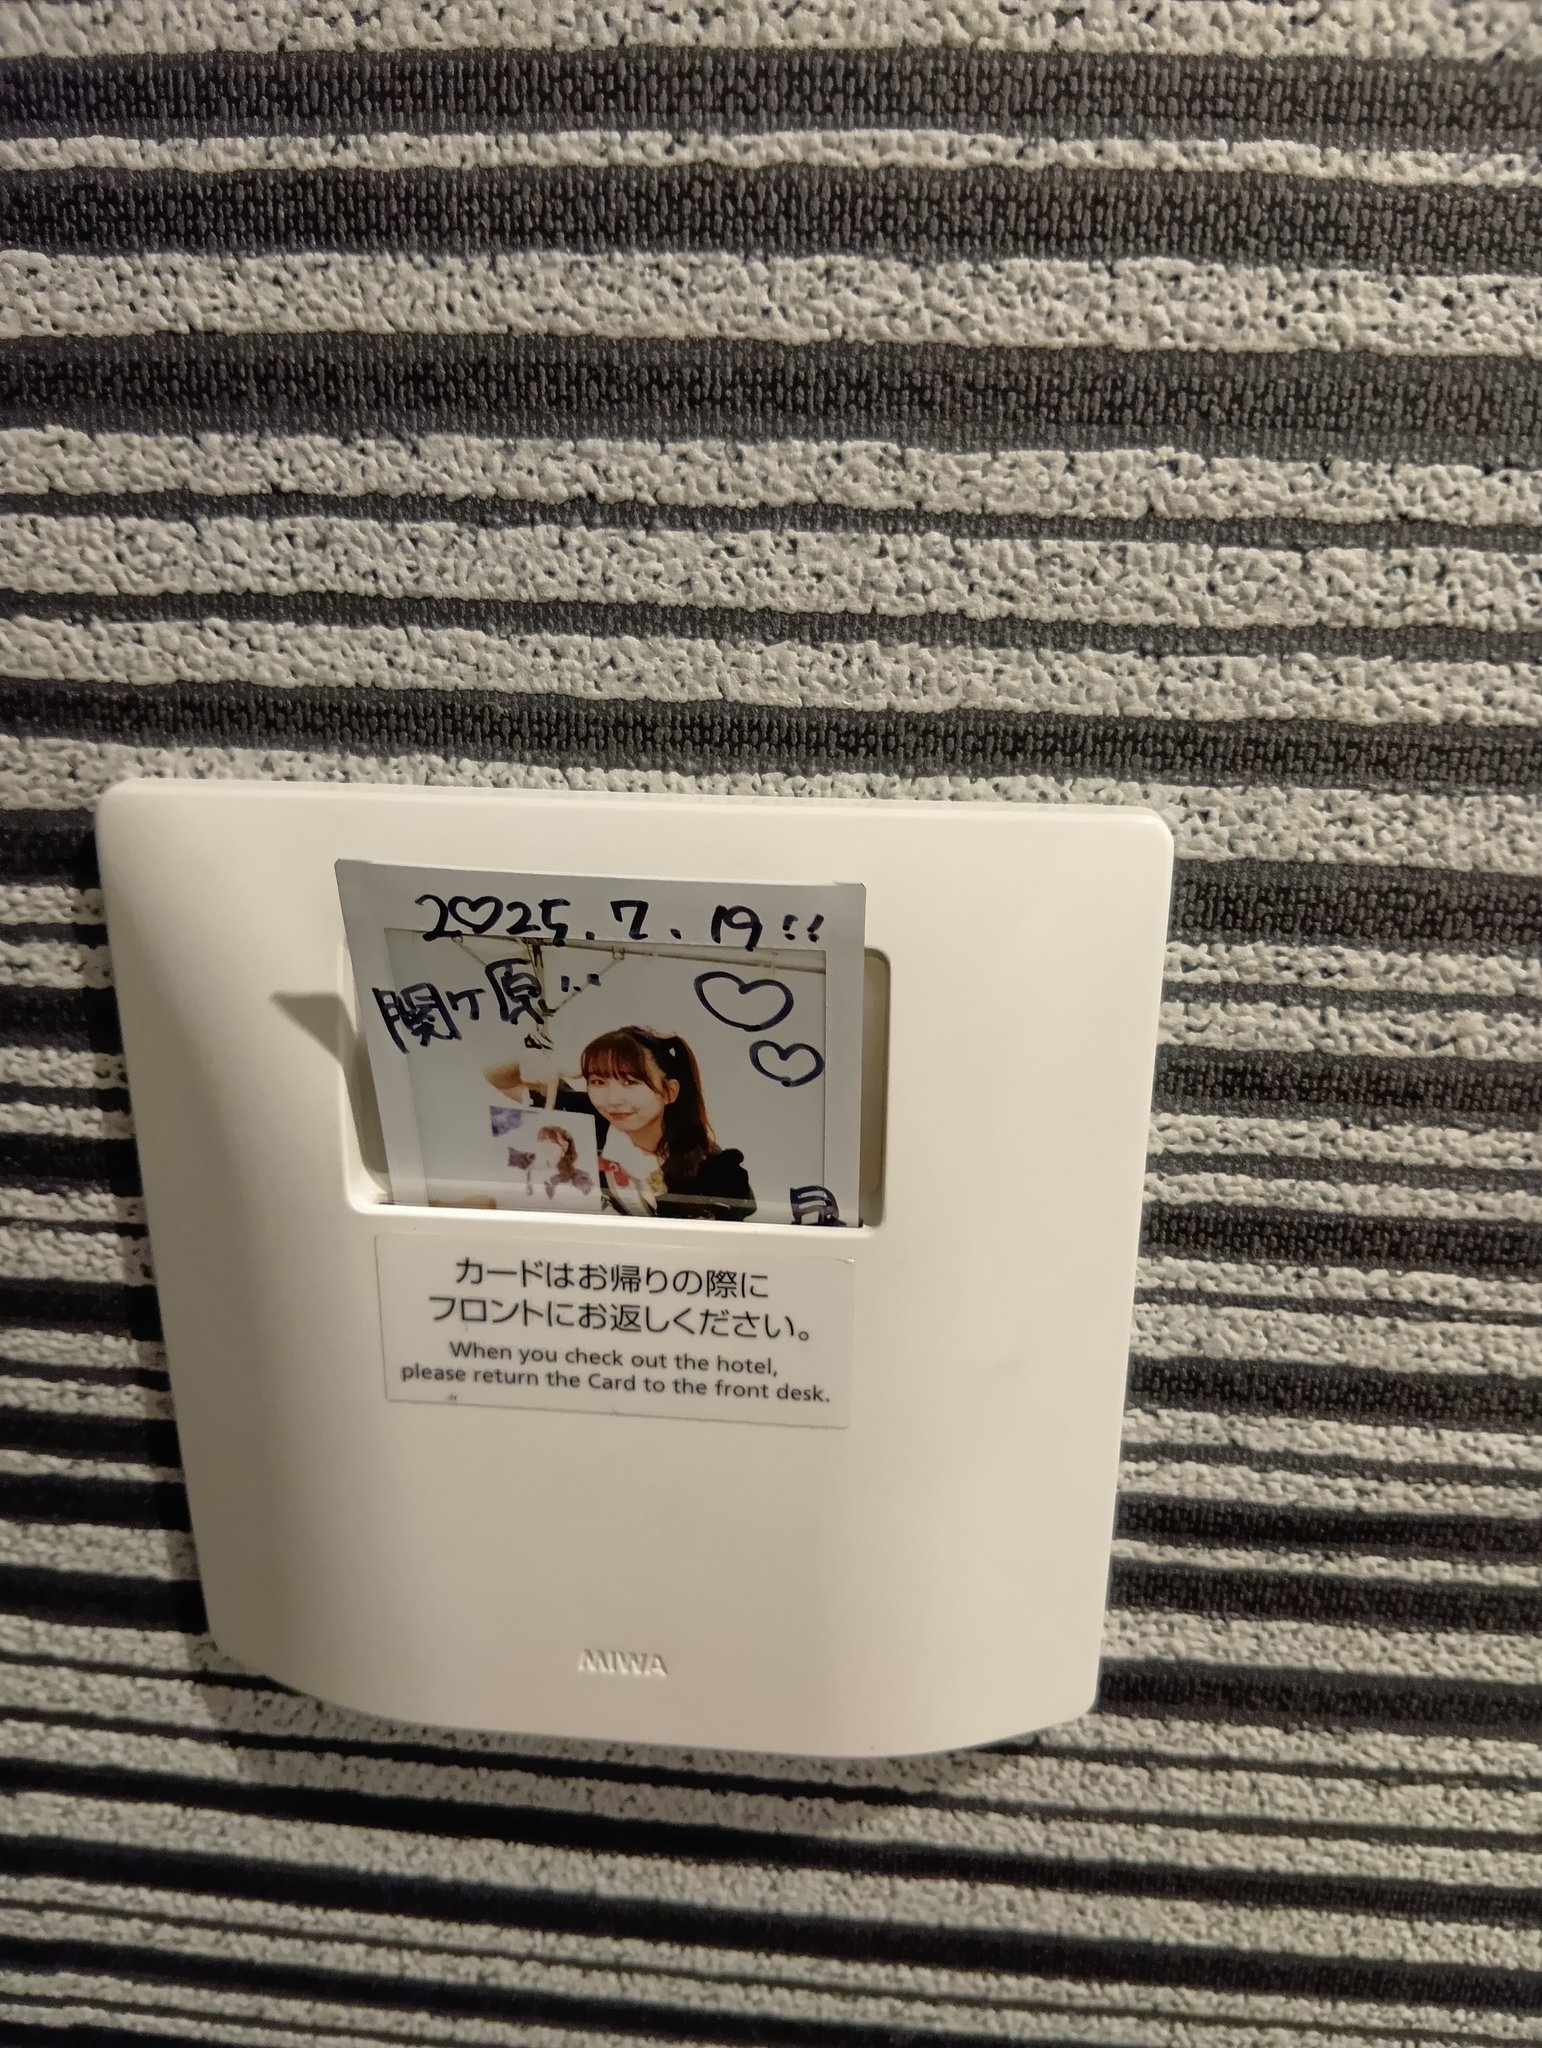 2♡25.7.19!!
関ヶ原!!
カードはお帰りの際に
フロントにお返しください。
When you check out the hotel,
please return the Card to the front desk.
MIWA